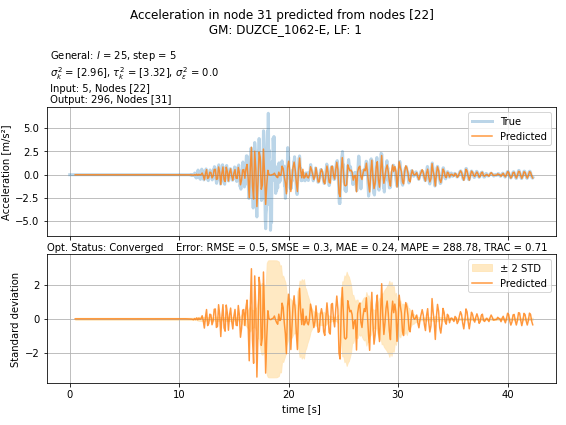 Acceleration in node 31 predicted from nodes [22]
GM: DUZCE_1062-E, LF: 1
General: l = 25, step = 5
σ²ₖ = [2.96], τ²ₖ = [3.32], σ²ε = 0.0
Input: 5, Nodes [22]
Output: 296, Nodes [31]
True
Predicted
5.0
2.5
0.0
−2.5
−5.0
Acceleration [m/s²]
Opt. Status: Converged Error: RMSE = 0.5, SMSE = 0.3, MAE = 0.24, MAPE = 288.78, TRAC = 0.71
± 2 STD
Predicted
2
0
−2
Standard deviation
0 10 20 30 40
time [s]